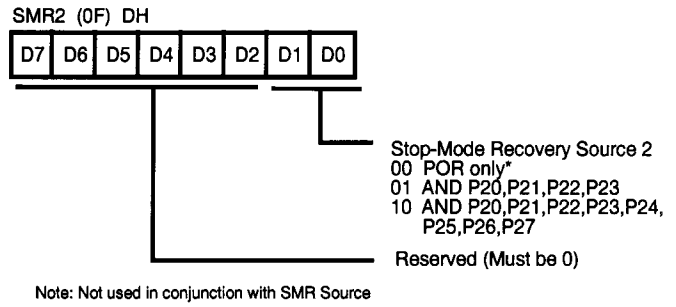 SMR2 (0F) DH
D7 D6 D5 D4 D3 D2 D1 D0
Stop-Mode Recovery Source 2
00 POR only*
01 AND P20,P21,P22,P23
10 AND P20,P21,P22,P23,P24,
P25,P26,P27
Reserved (Must be 0)
Note: Not used in conjunction with SMR Source